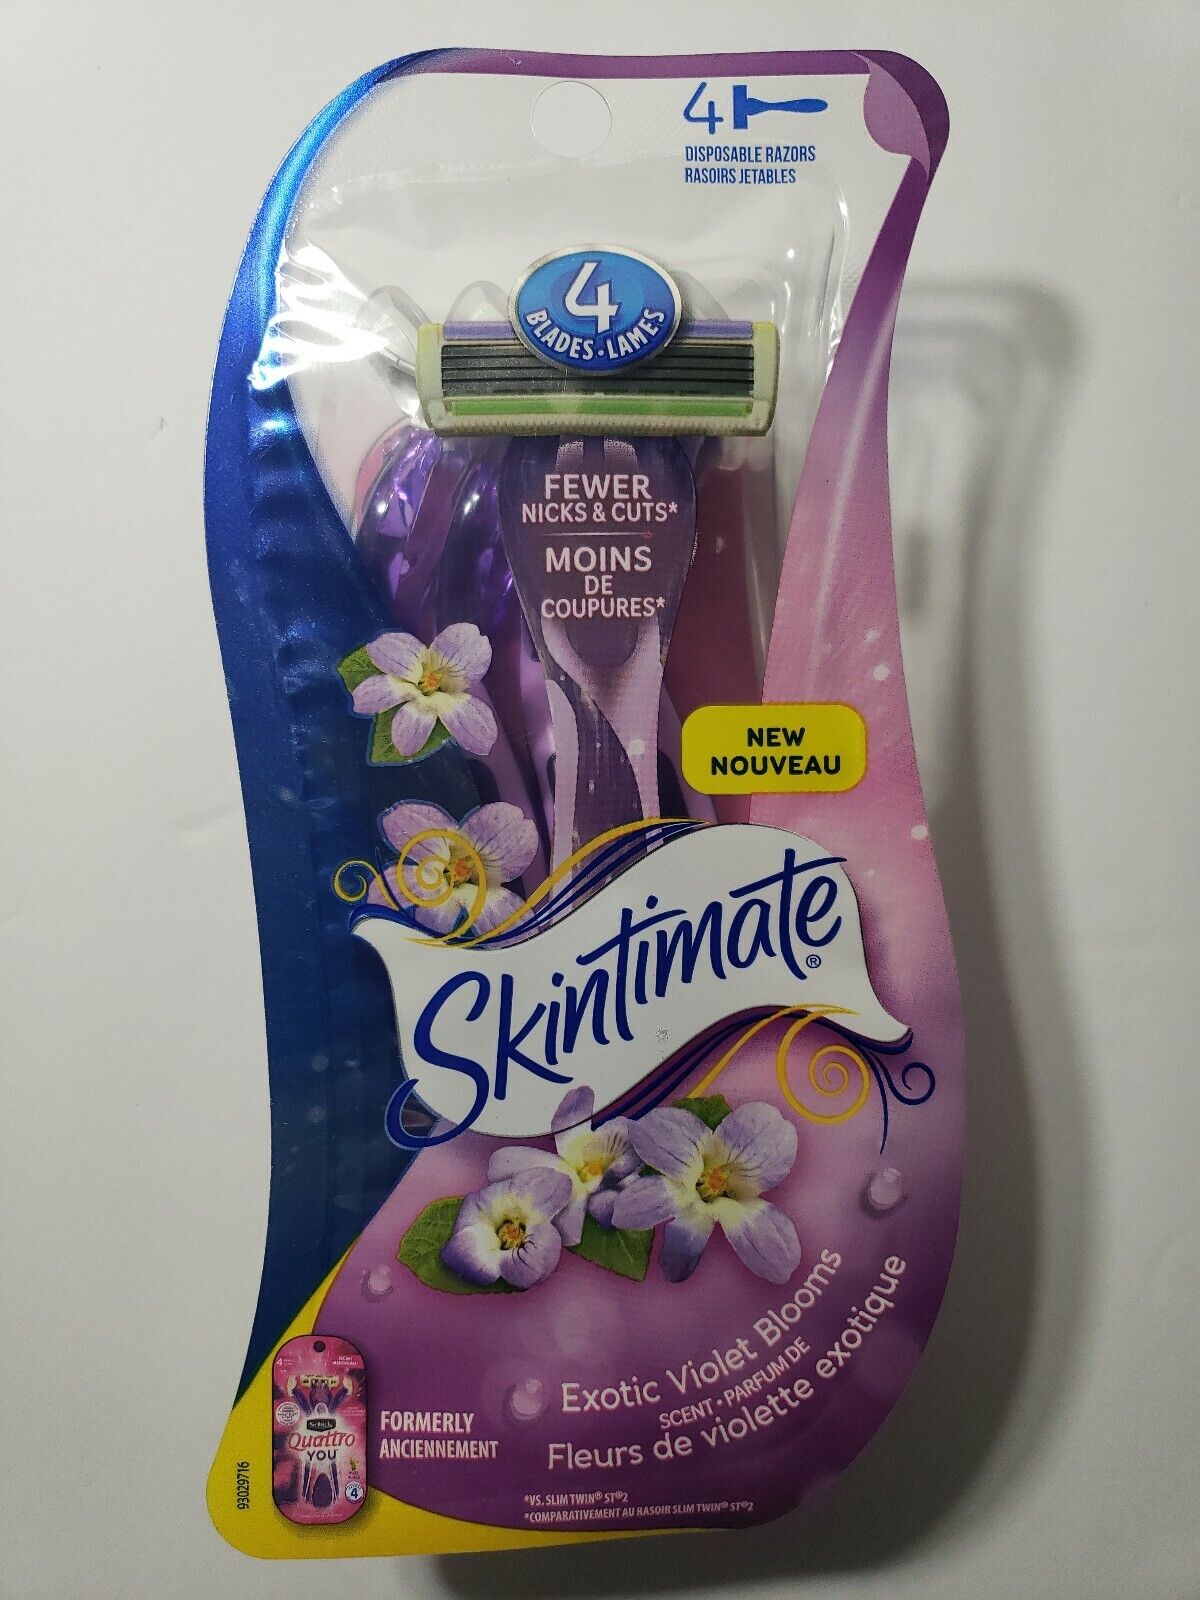 4
DISPOSABLE RAZORS
RASOIRS JETABLES
4
BLADES • LAMES
FEWER
NICKS & CUTS*
MOINS
DE
COUPURES*
NEW
NOUVEAU
Skintimate®
Exotic Violet Blooms
SCENT • PARFUM DE
Fleurs de violette exotique
FORMERLY
ANCIENNEMENT
Schick
Quattro
YOU
4
93029716
*VS. SLIM TWIN® ST®2
*COMPARATIVEMENT AU RASOIR SLIM TWIN® ST®2